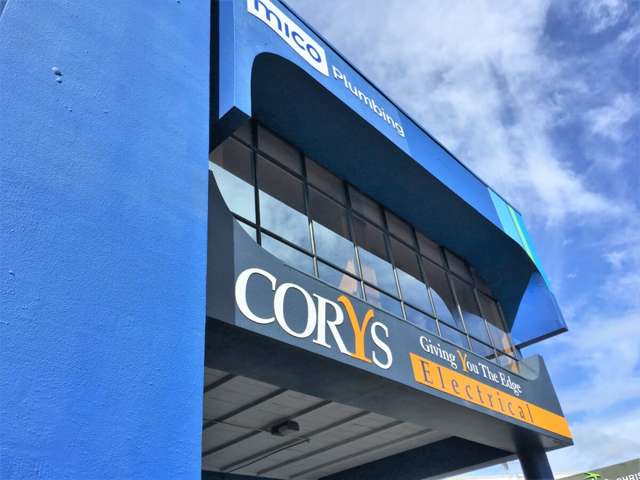 mico
Plumbing
CORYS
Giving You The Edge
Electrical